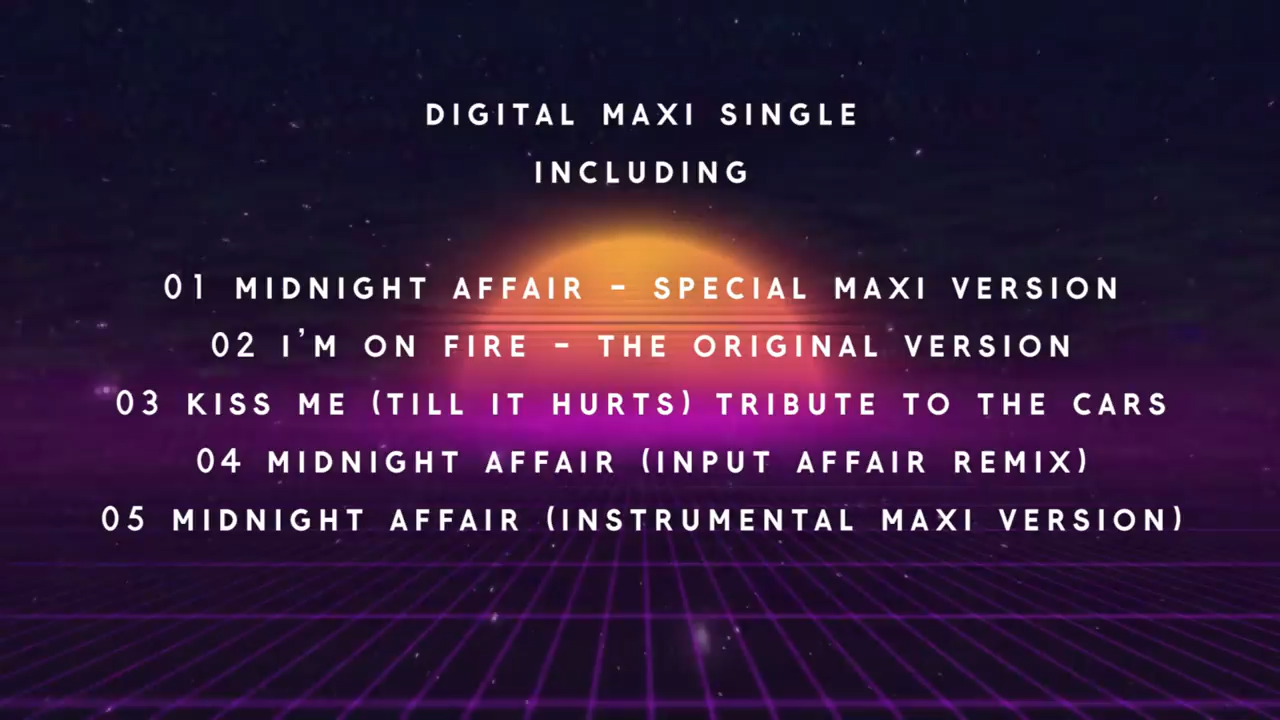 DIGITAL MAXI SINGLE
INCLUDING
01 MIDNIGHT AFFAIR - SPECIAL MAXI VERSION
02 I'M ON FIRE - THE ORIGINAL VERSION
03 KISS ME (TILL IT HURTS) TRIBUTE TO THE CARS
04 MIDNIGHT AFFAIR (INPUT AFFAIR REMIX)
05 MIDNIGHT AFFAIR (INSTRUMENTAL MAXI VERSION)